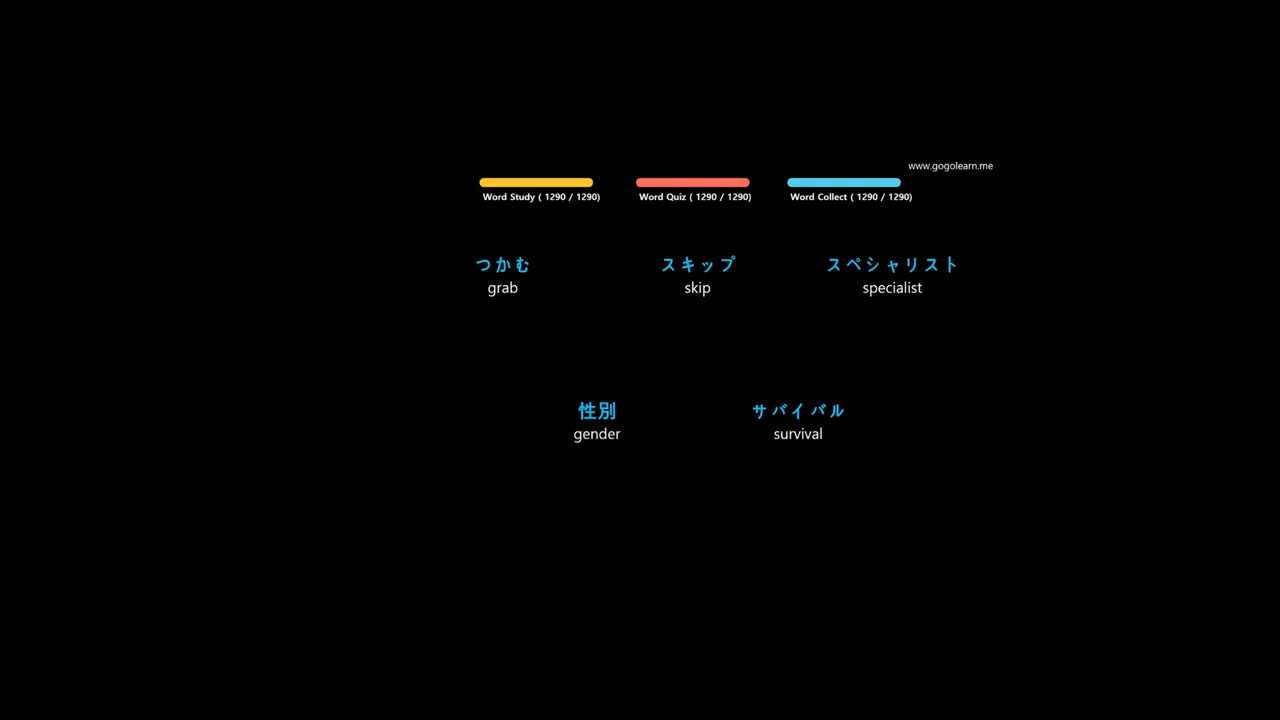 www.gogolearn.me
Word Study ( 1290 / 1290)
Word Quiz ( 1290 / 1290)
Word Collect ( 1290 / 1290)
つかむ
grab
スキップ
skip
スペシャリスト
specialist
性別
gender
サバイバル
survival